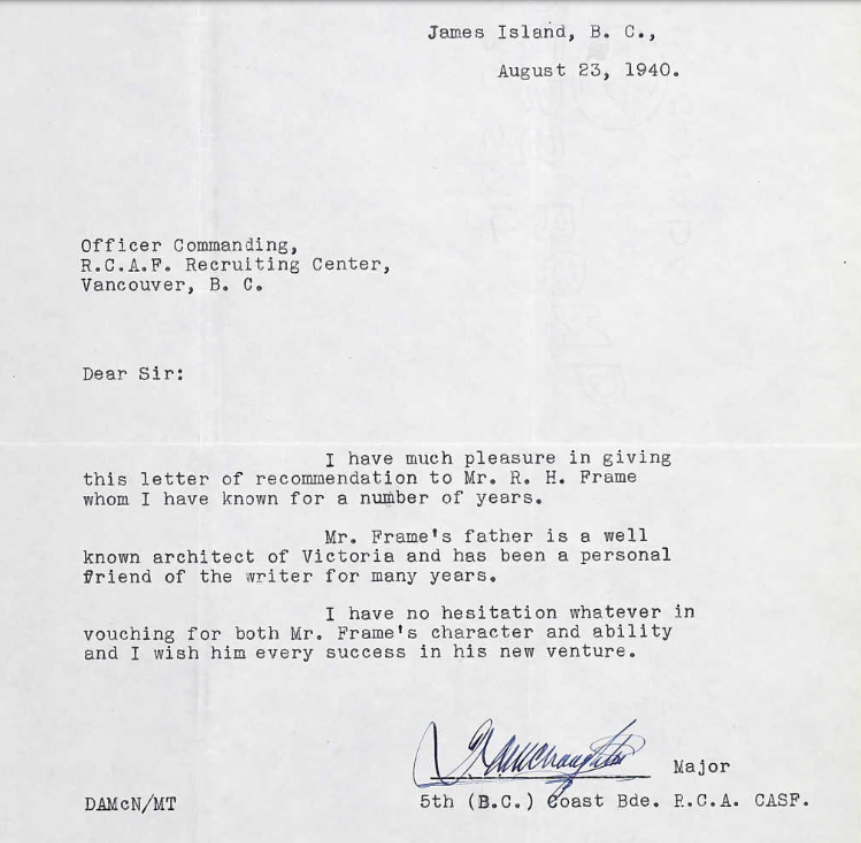 James Island, B. C.,
August 23, 1940.
Officer Commanding,
R.C.A.F. Recruiting Center,
Vancouver, B. C.
Dear Sir:
I have much pleasure in giving
this letter of recommendation to Mr. R. H. Frame
whom I have known for a number of years.
Mr. Frame's father is a well
known architect of Victoria and has been a personal
friend of the writer for many years.
I have no hesitation whatever in
vouching for both Mr. Frame's character and ability
and I wish him every success in his new venture.
Major
DAMcN/MT
5th (B.C.) Coast Bde. R.C.A. CASF.